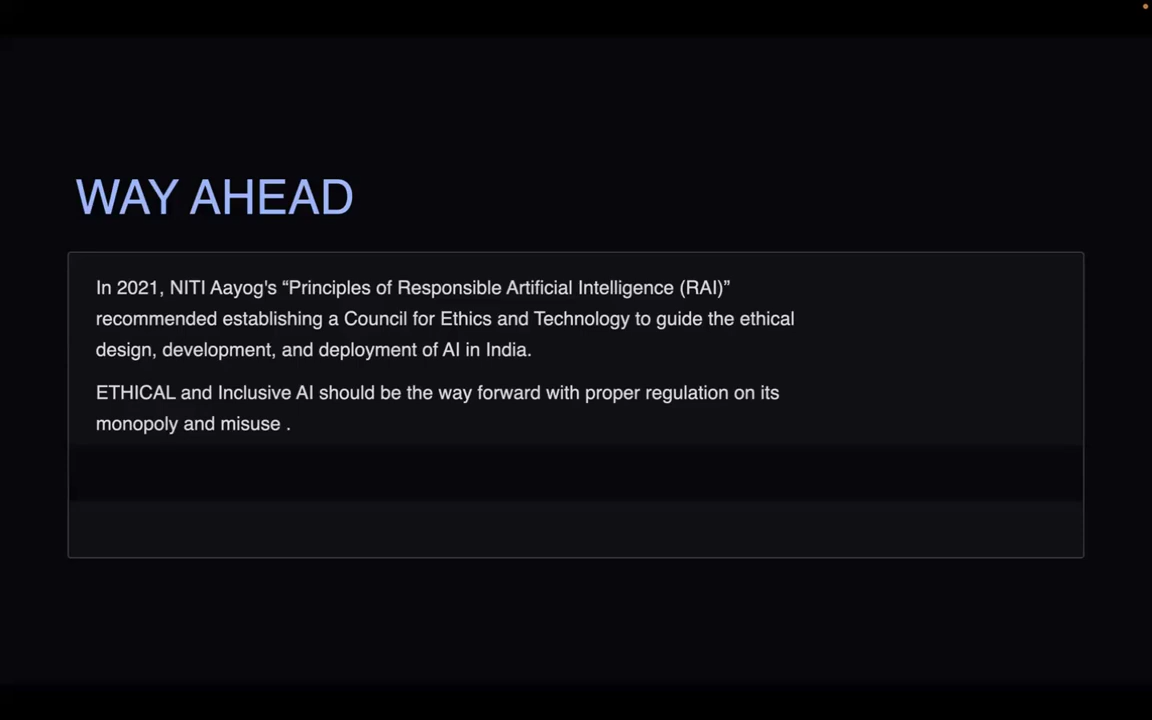 WAY AHEAD
In 2021, NITI Aayog's “Principles of Responsible Artificial Intelligence (RAI)”
recommended establishing a Council for Ethics and Technology to guide the ethical
design, development, and deployment of AI in India.
ETHICAL and Inclusive AI should be the way forward with proper regulation on its
monopoly and misuse .